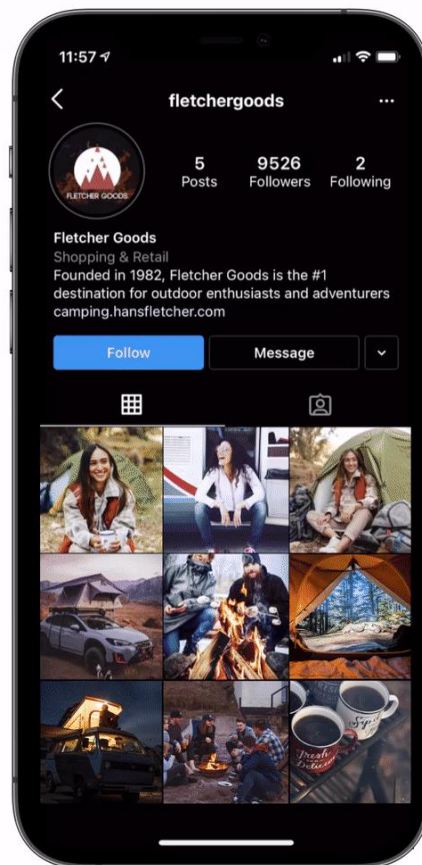 11:57
fletchergoods
FLETCHER GOODS
5
Posts
9526
Followers
2
Following
Fletcher Goods
Shopping & Retail
Founded in 1982, Fletcher Goods is the #1
destination for outdoor enthusiasts and adventurers
camping.hansfletcher.com
Follow
Message
Fresh